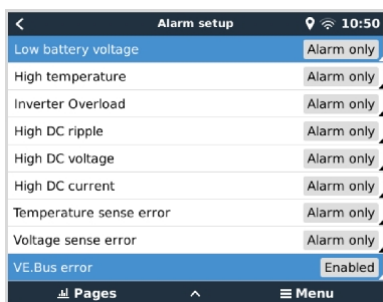 Alarm setup 10:50
Low battery voltage Alarm only
High temperature Alarm only
Inverter Overload Alarm only
High DC ripple Alarm only
High DC voltage Alarm only
High DC current Alarm only
Temperature sense error Alarm only
Voltage sense error Alarm only
VE.Bus error Enabled
Pages Menu